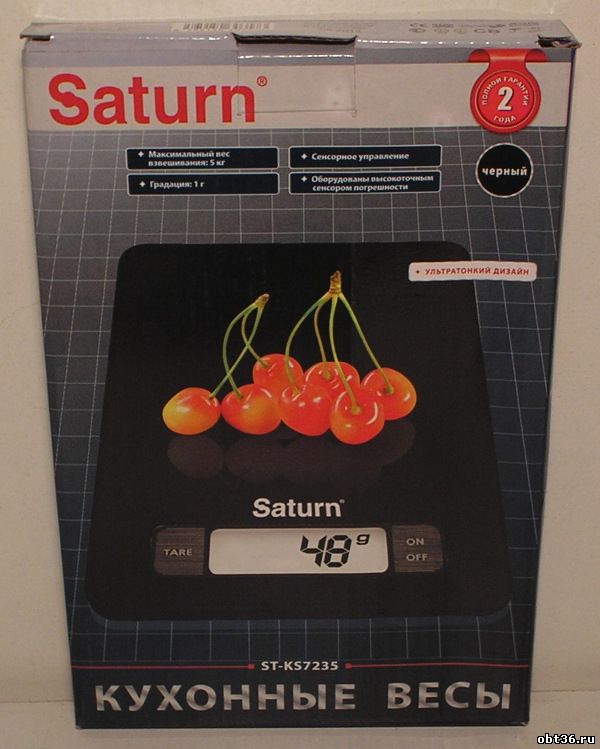 Saturn®
ПОЛНОЙ ГАРАНТИИ
2
ГОДА
+ Максимальный вес
взвешивания: 5 кг
+ Сенсорное управление
+ Градация: 1 г
+ Оборудованы высокоточным
сенсором погрешности
черный
+ УЛЬТРАТОНКИЙ ДИЗАЙН
Saturn®
TARE
48 g
ON
OFF
ST-KS7235
КУХОННЫЕ ВЕСЫ
obt36.ru